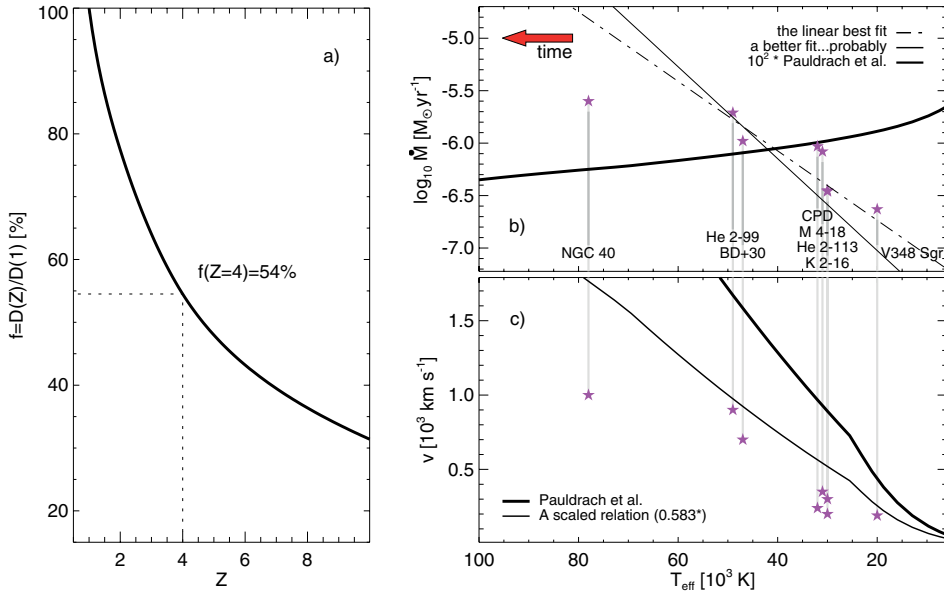 100
80
60
40
20
f=D(Z)/D(1) [%]
a)
f(Z=4)=54%
2
4
6
8
Z
-5.0
-5.5
-6.0
-6.5
-7.0
log₁₀ Ṁ [M☉yr⁻¹]
time
the linear best fit
a better fit...probably
10² * Pauldrach et al.
b)
NGC 40
He 2-99
BD+30
CPD
M 4-18
He 2-113
K 2-16
V348 Sgr
1.5
1.0
0.5
v [10³ km s⁻¹]
c)
Pauldrach et al.
A scaled relation (0.583*)
100
80
60
40
20
T_eff [10³ K]